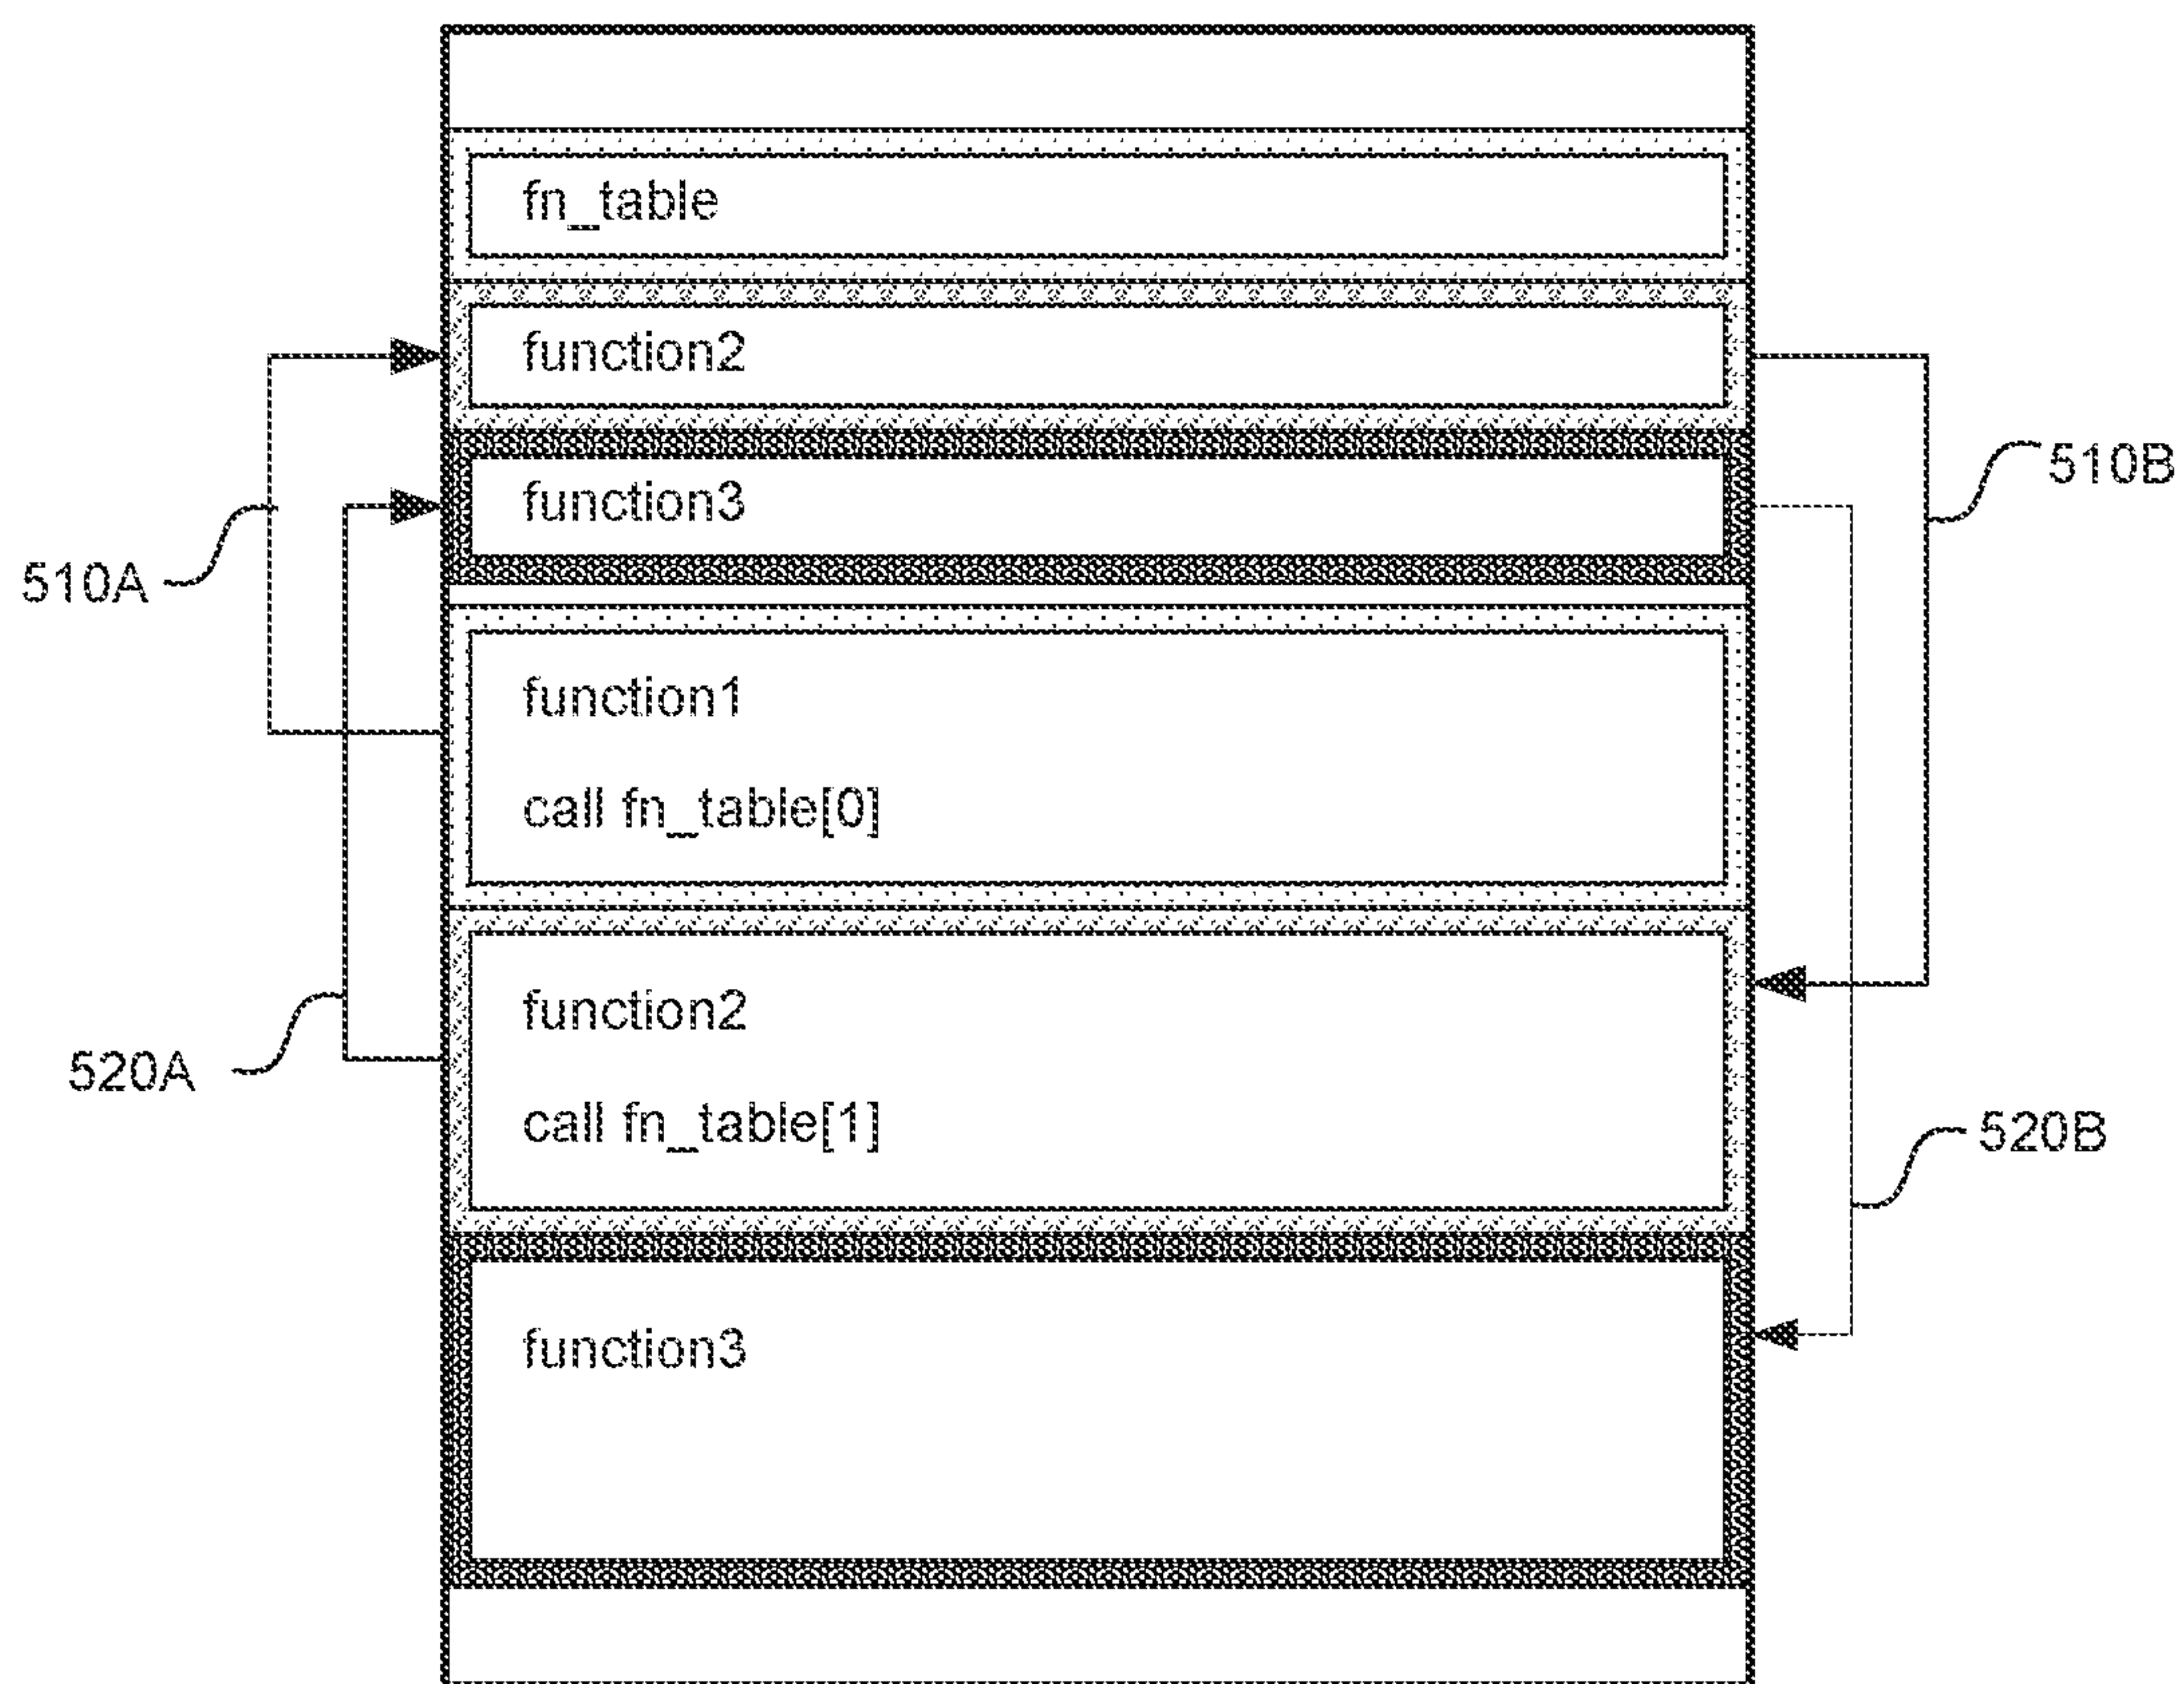 fn_table
function2
function3
510B
510A
function1
call fn_table[0]
function2
520A
call fn_table[1]
520B
function3